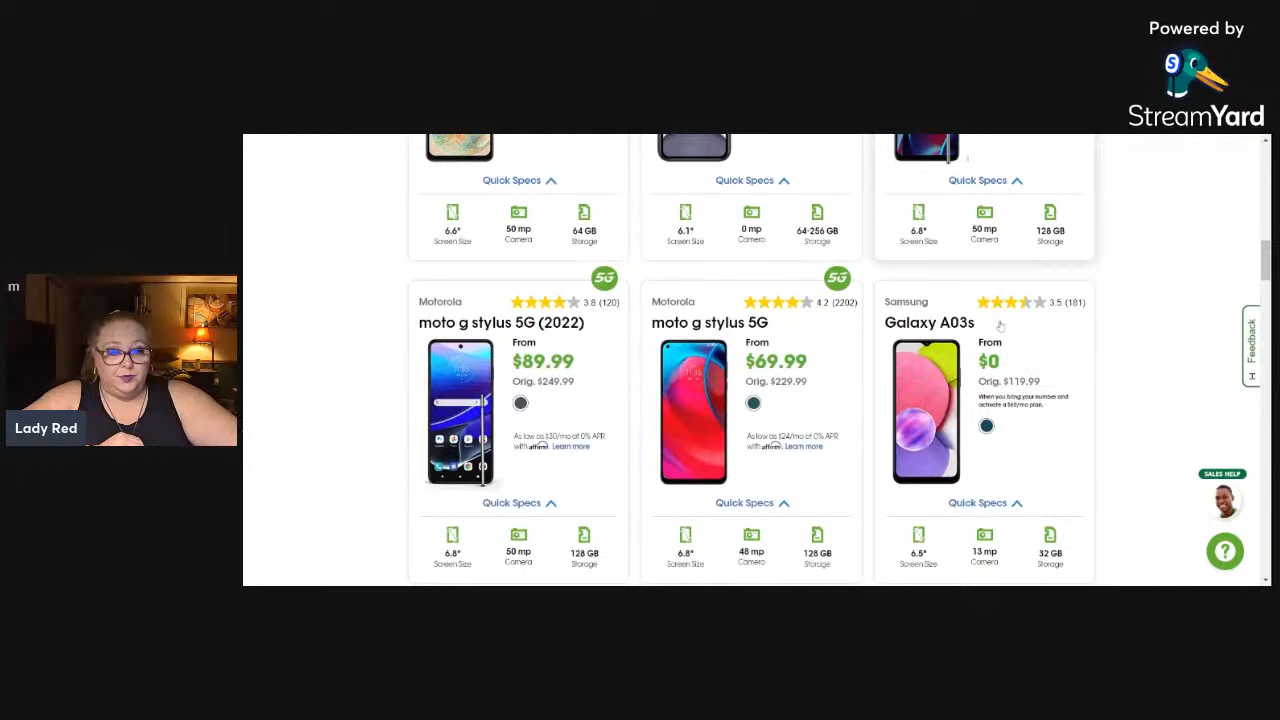 Powered by
S
StreamYard
m
Lady Red
Quick Specs
Quick Specs
Quick Specs
6.6"
Screen Size
50 mp
Camera
64 GB
Storage
6.1"
Screen Size
0 mp
Camera
64-256 GB
Storage
6.8"
Screen Size
50 mp
Camera
128 GB
Storage
5G
Motorola
3.8 (120)
moto g stylus 5G (2022)
From
$89.99
Orig. $249.99
As low as $30/mo at 0% APR
with affirm. Learn more
Quick Specs
6.8"
Screen Size
50 mp
Camera
128 GB
Storage
5G
Motorola
4.2 (2202)
moto g stylus 5G
From
$69.99
Orig. $229.99
As low as $24/mo at 0% APR
with affirm. Learn more
Quick Specs
6.8"
Screen Size
48 mp
Camera
128 GB
Storage
Samsung
3.5 (181)
Galaxy A03s
From
$0
Orig. $119.99
When you bring your number and
activate a $65/mo plan.
Quick Specs
6.5"
Screen Size
13 mp
Camera
32 GB
Storage
Feedback
SALES HELP
?